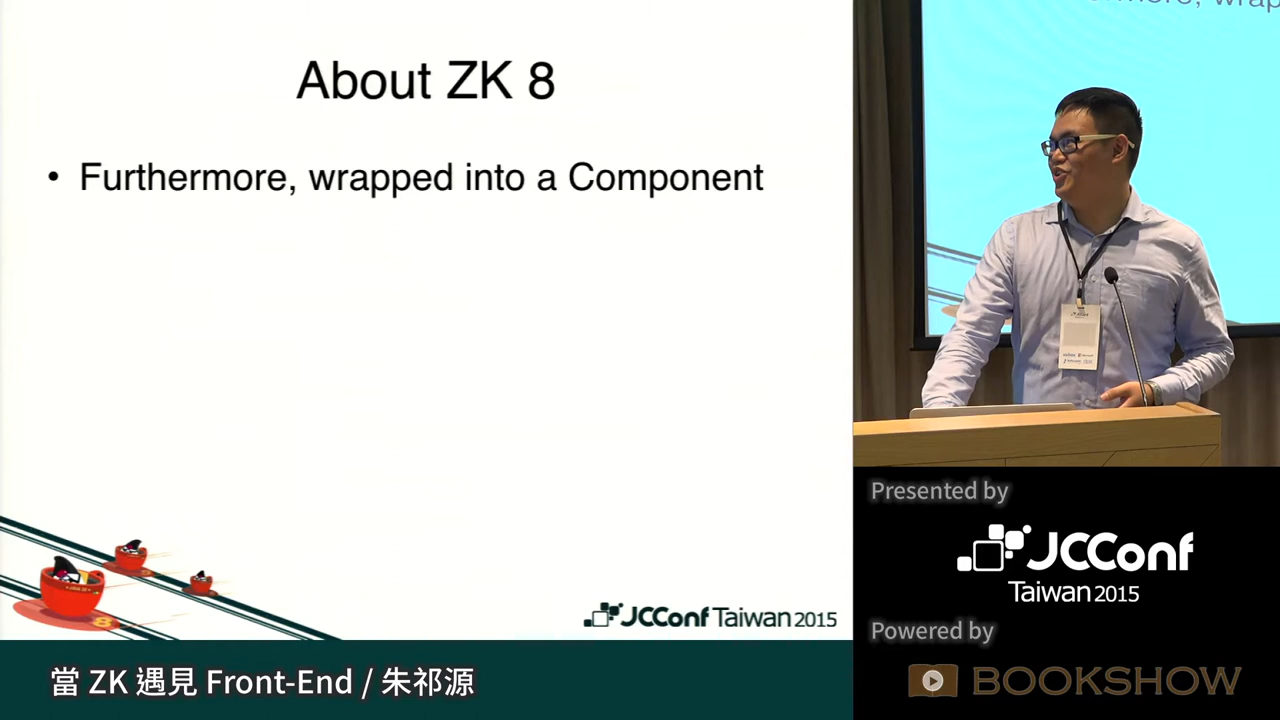 About ZK 8
• Furthermore, wrapped into a Component
JCConf Taiwan 2015
當 ZK 遇見 Front-End / 朱祁源
Presented by
JCConf
Taiwan 2015
Powered by
BOOKSHOW